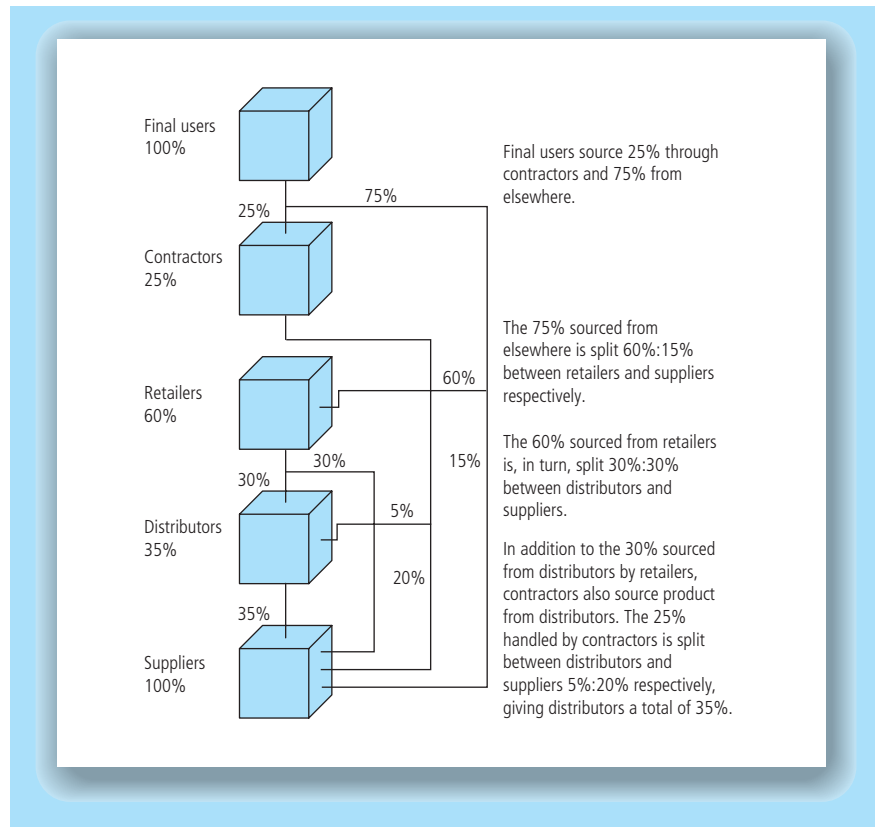 Final users
100%
Final users source 25% through
contractors and 75% from
elsewhere.
75%
25%
Contractors
25%
The 75% sourced from
elsewhere is split 60%:15%
between retailers and suppliers
respectively.
60%
Retailers
60%
The 60% sourced from retailers
is, in turn, split 30%:30%
between distributors and
suppliers.
30%
15%
30%
5%
Distributors
35%
In addition to the 30% sourced
from distributors by retailers,
contractors also source product
from distributors. The 25%
handled by contractors is split
between distributors and
suppliers 5%:20% respectively,
giving distributors a total of 35%.
20%
35%
Suppliers
100%